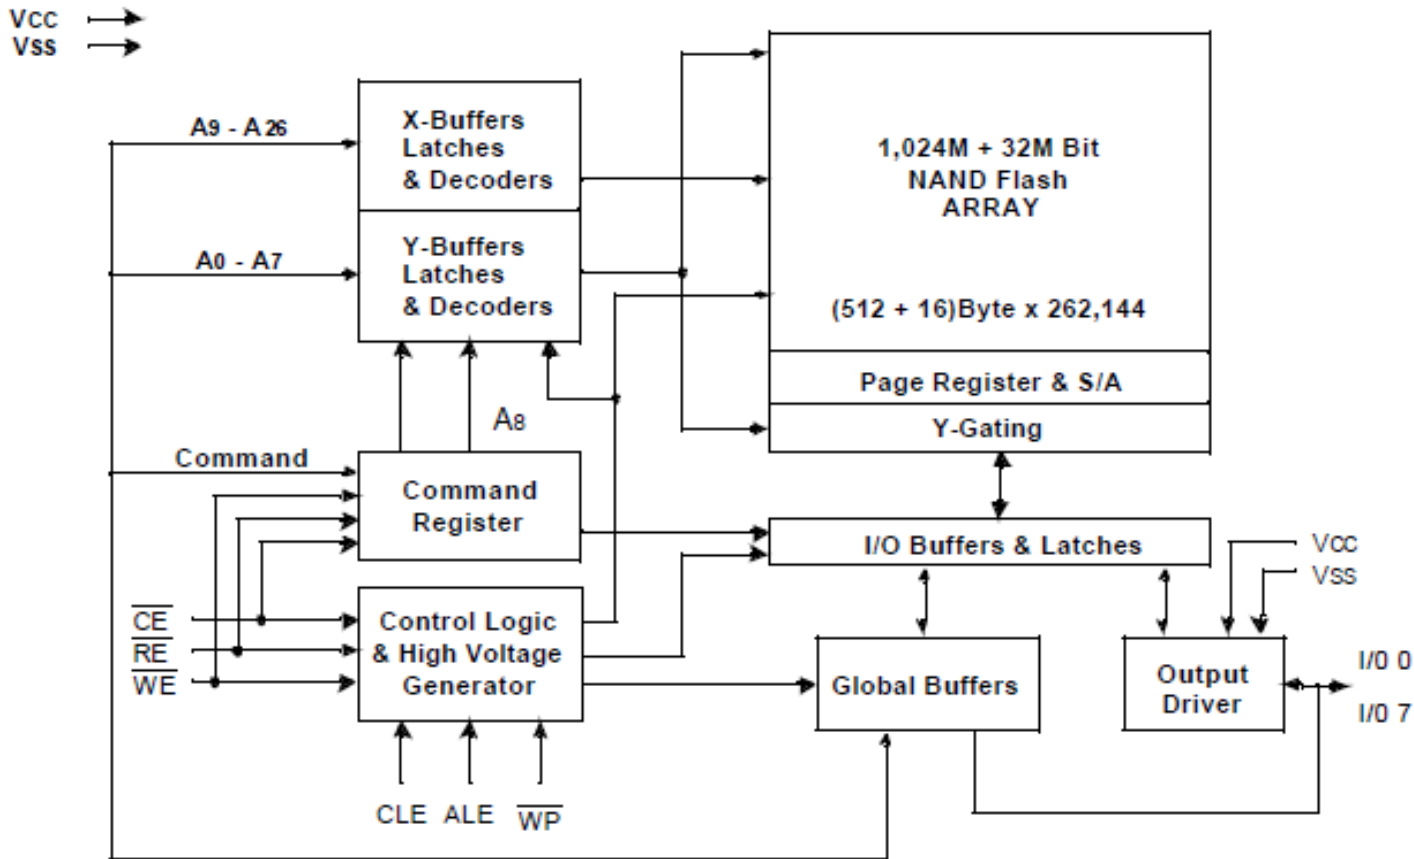 VCC
VSS
A9 - A26
X-Buffers
Latches
& Decoders
A0 - A7
Y-Buffers
Latches
& Decoders
1,024M + 32M Bit
NAND Flash
ARRAY
(512 + 16)Byte x 262,144
Page Register & S/A
Y-Gating
A8
Command
Command
Register
I/O Buffers & Latches
VCC
VSS
CE
RE
WE
Control Logic
& High Voltage
Generator
Global Buffers
Output
Driver
I/0 0
I/0 7
CLE
ALE
WP